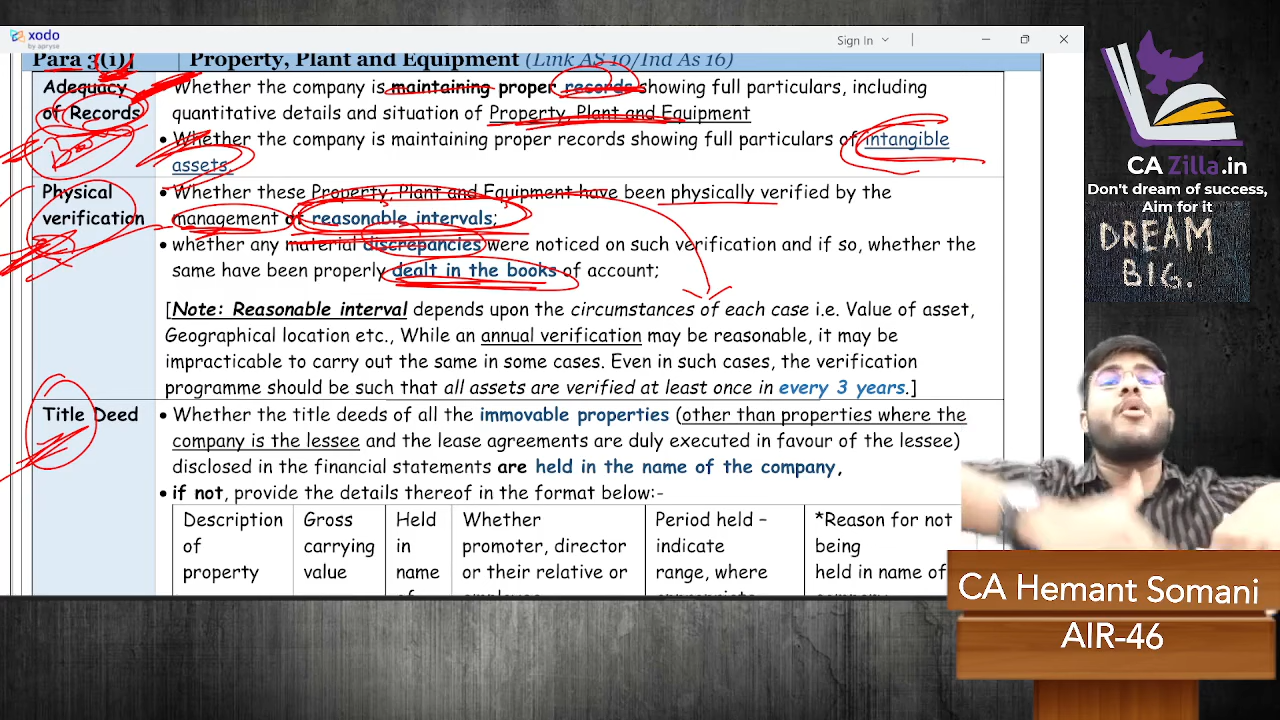 xodo
by apryse
Sign In
Para 3(i)]
Property, Plant and Equipment (Link AS 10/Ind As 16)
Adequacy
of Records
Whether the company is maintaining proper records showing full particulars, including
quantitative details and situation of Property, Plant and Equipment
• Whether the company is maintaining proper records showing full particulars of intangible
assets;
Physical
verification
• Whether these Property, Plant and Equipment have been physically verified by the
management at reasonable intervals;
• whether any material discrepancies were noticed on such verification and if so, whether the
same have been properly dealt in the books of account;
[Note: Reasonable interval depends upon the circumstances of each case i.e. Value of asset,
Geographical location etc., While an annual verification may be reasonable, it may be
impracticable to carry out the same in some cases. Even in such cases, the verification
programme should be such that all assets are verified at least once in every 3 years.]
Title Deed
• Whether the title deeds of all the immovable properties (other than properties where the
company is the lessee and the lease agreements are duly executed in favour of the lessee)
disclosed in the financial statements are held in the name of the company,
• if not, provide the details thereof in the format below:-
Description
of
property
Gross
carrying
value
Held
in
name
Whether
promoter, director
or their relative or
Period held –
indicate
range, where
*Reason for not
being
held in name of
CA Zilla.in
Don't dream of success,
Aim for it
DREAM
BIG.
CA Hemant Somani
AIR-46